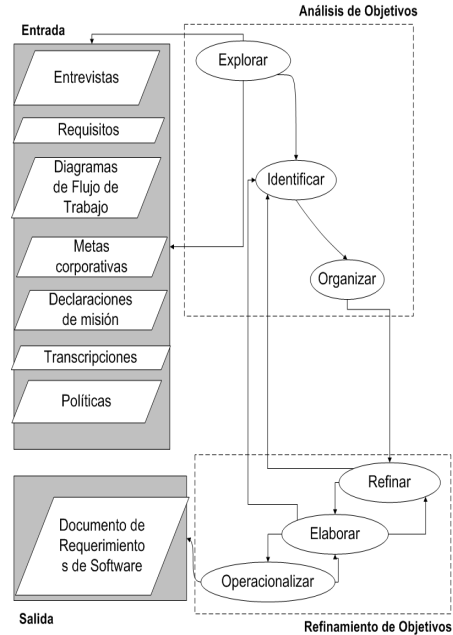 Análisis de Objetivos
Entrada
Explorar
Entrevistas
Requisitos
Diagramas
de Flujo de
Trabajo
Identificar
Metas
corporativas
Organizar
Declaraciones
de misión
Transcripciones
Políticas
Refinar
Documento de
Requerimiento
s de Software
Elaborar
Operacionalizar
Salida
Refinamiento de Objetivos